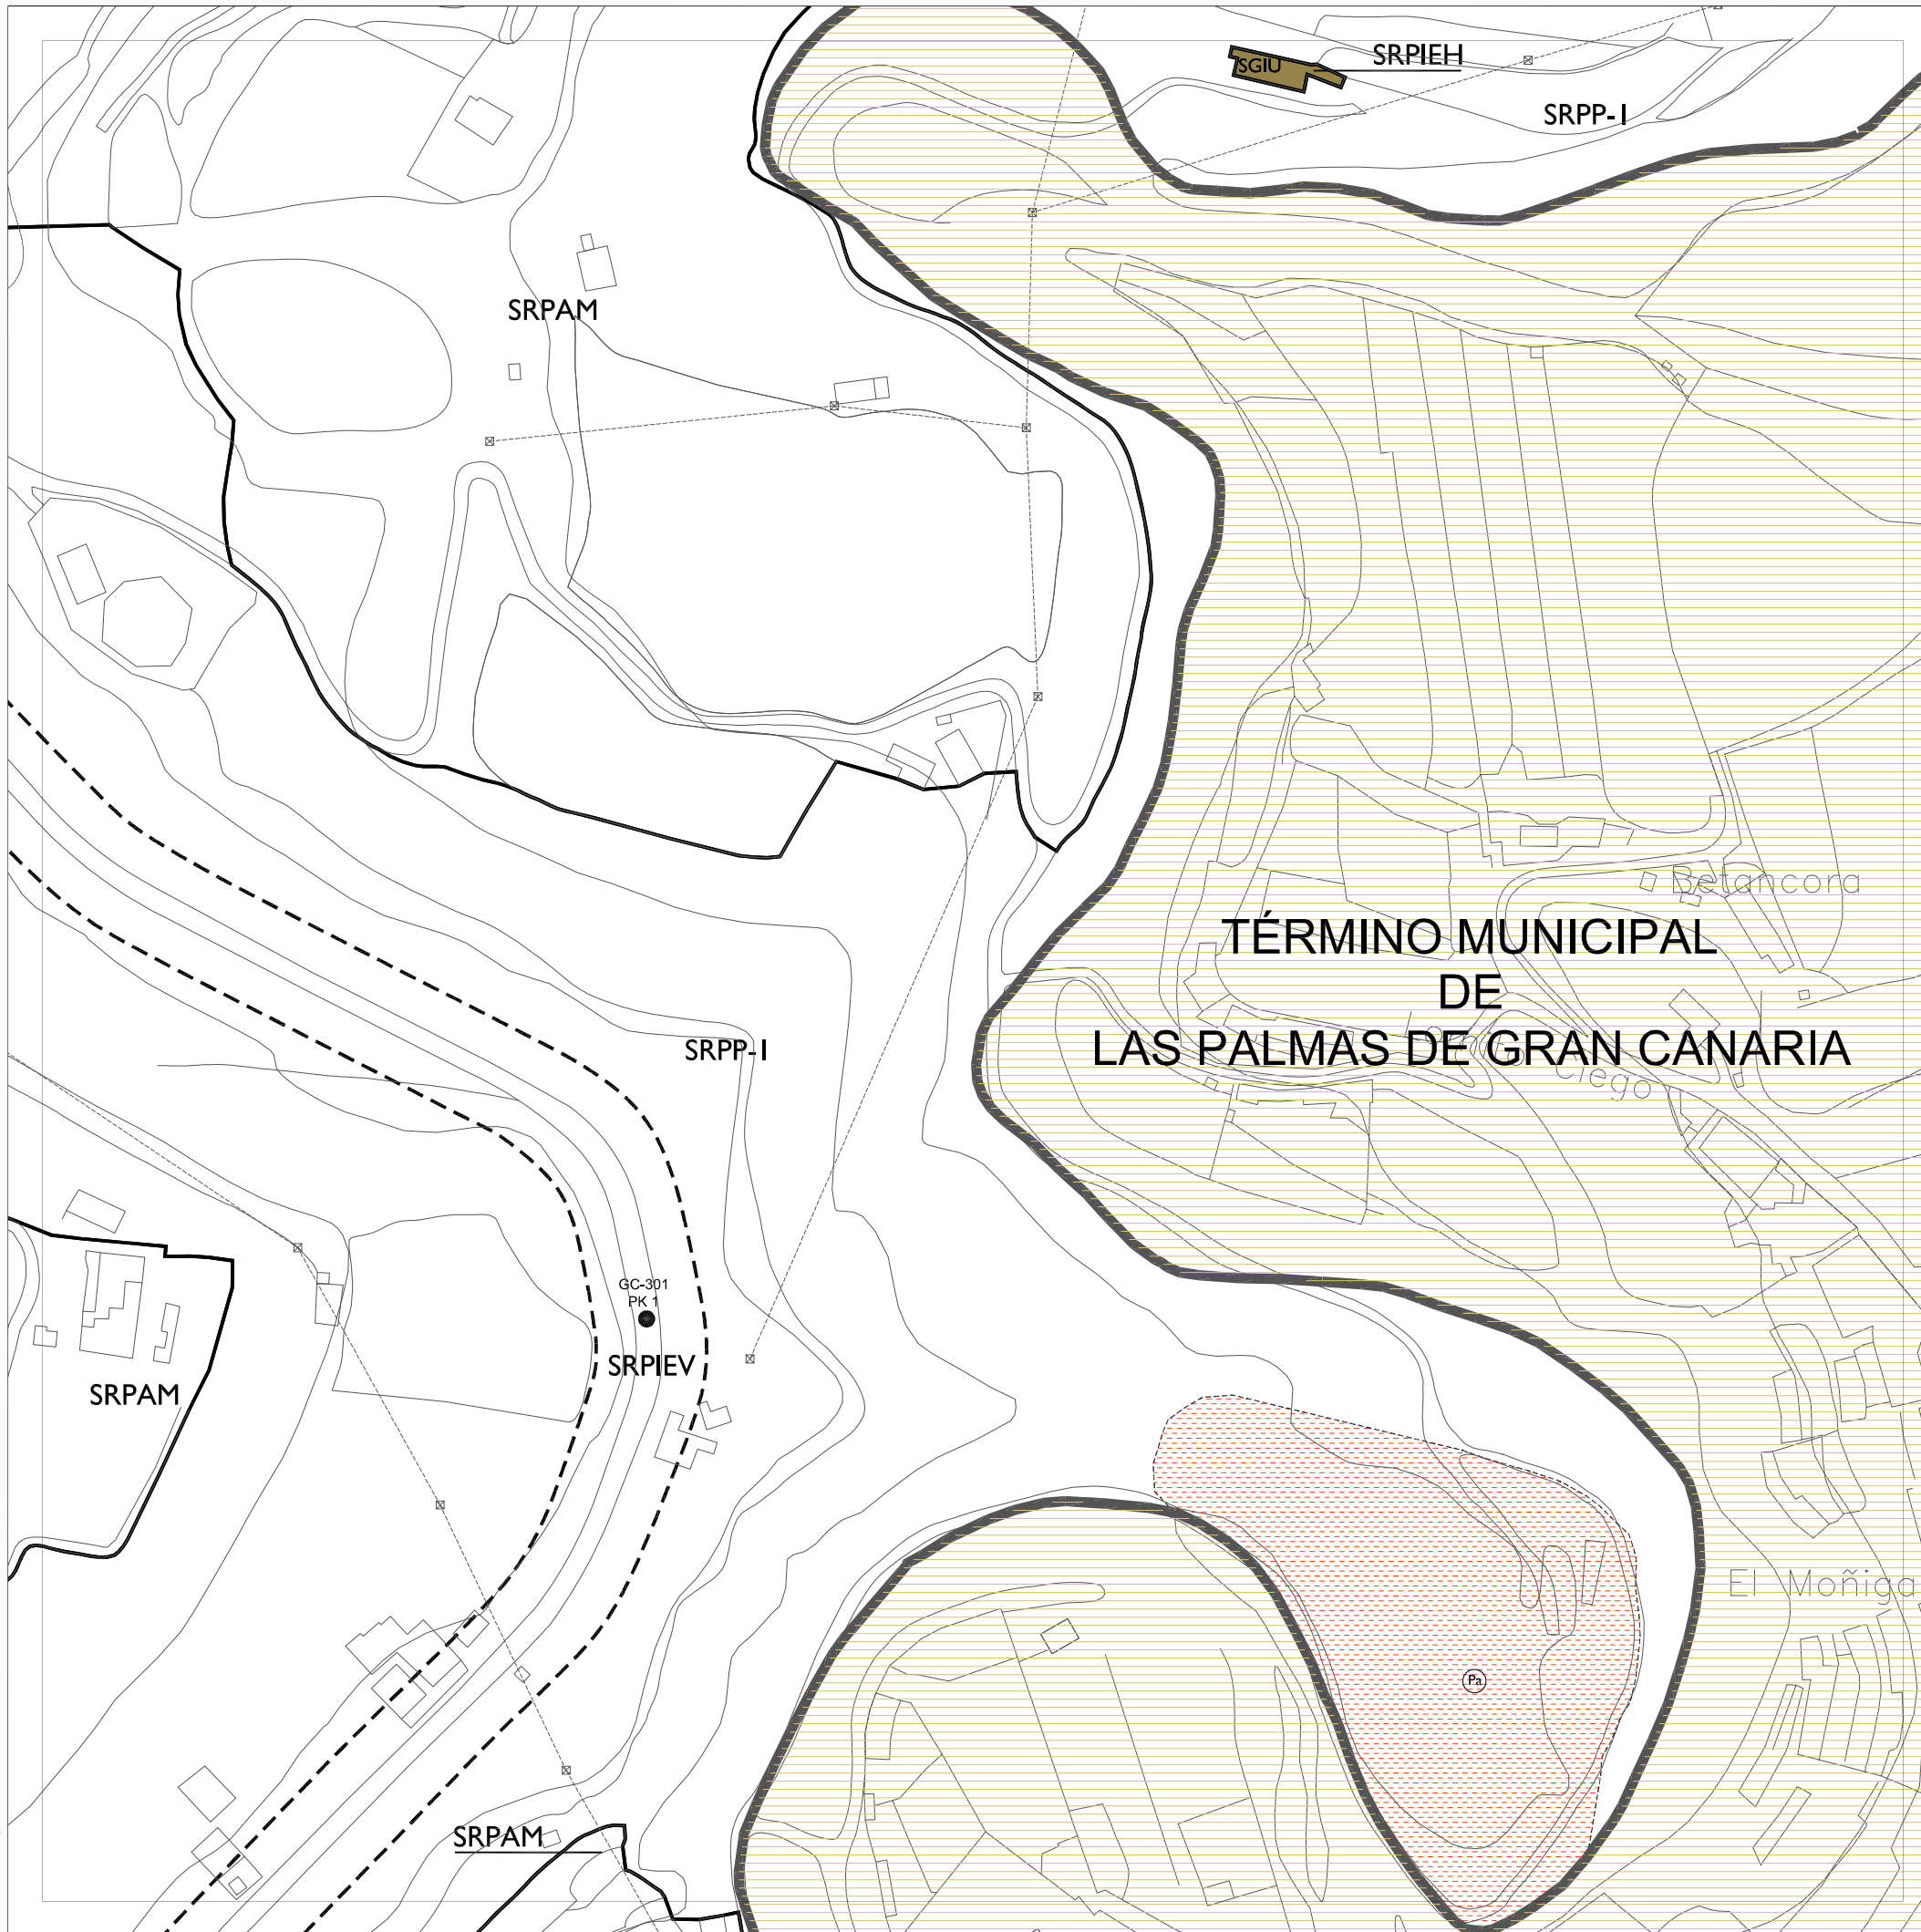 SRPIEH
SGIU
SRPP-1
SRPAM
Betancora
TÉRMINO MUNICIPAL
DE
LAS PALMAS DE GRAN CANARIA
SRPP-1
Ciego
GC-301
PK 1
SRPIEV
SRPAM
El Moñiga
Pa
SRPAM